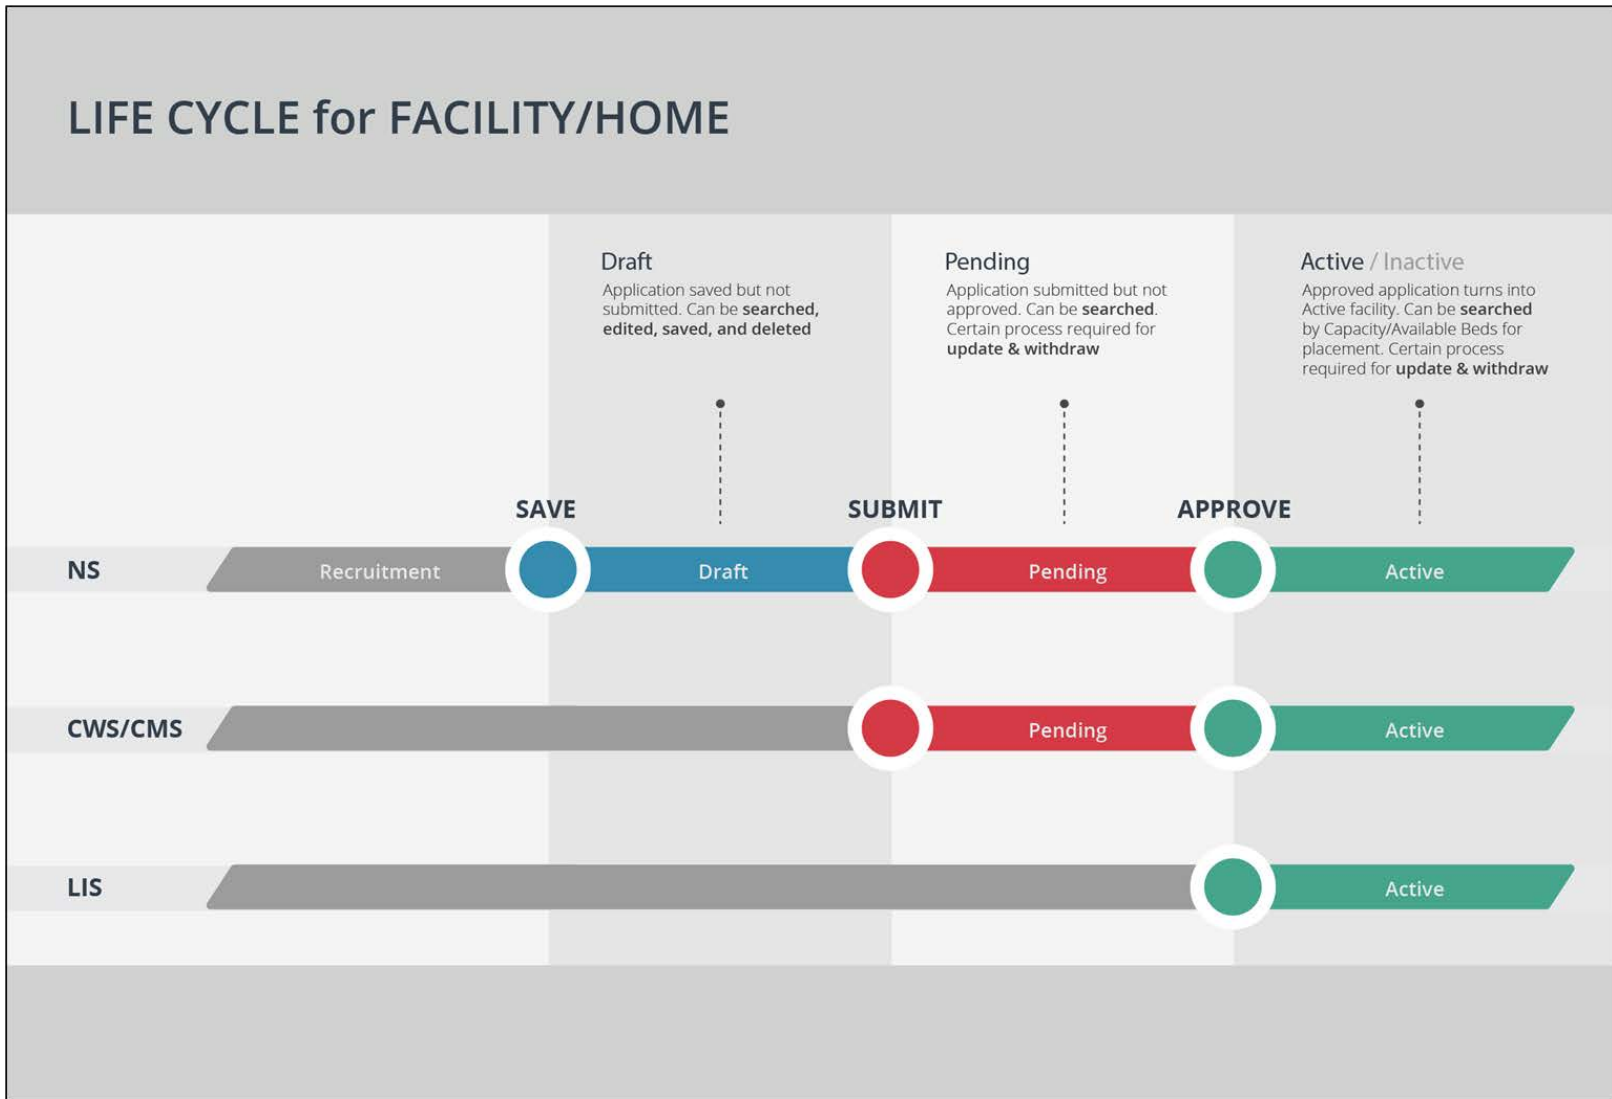 LIFE CYCLE for FACILITY/HOME
Draft
Application saved but not
submitted. Can be searched,
edited, saved, and deleted
Pending
Application submitted but not
approved. Can be searched.
Certain process required for
update & withdraw
Active / Inactive
Approved application turns into
Active facility. Can be searched
by Capacity/Available Beds for
placement. Certain process
required for update & withdraw
SAVE
SUBMIT
APPROVE
NS
Recruitment
Draft
Pending
Active
CWS/CMS
Pending
Active
LIS
Active